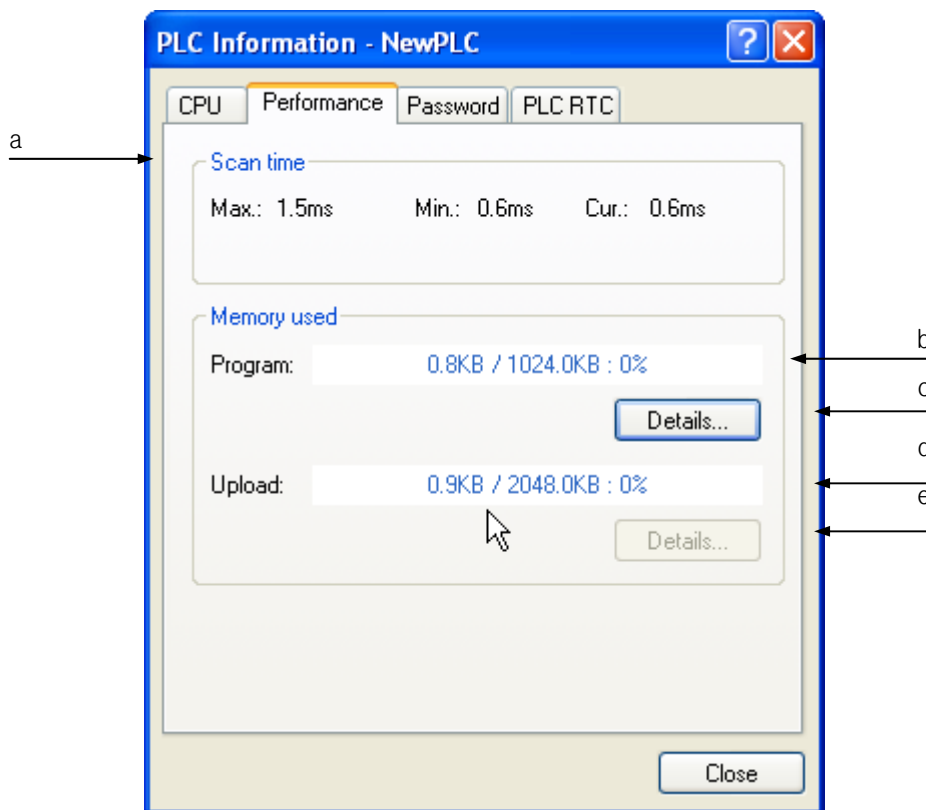 PLC Information - NewPLC
CPU Performance Password PLC RTC
a
Scan time
Max.: 1.5ms Min.: 0.6ms Cur.: 0.6ms
Memory used
b
Program: 0.8KB / 1024.0KB : 0%
c
Details...
d
Upload: 0.9KB / 2048.0KB : 0%
e
Details...
Close